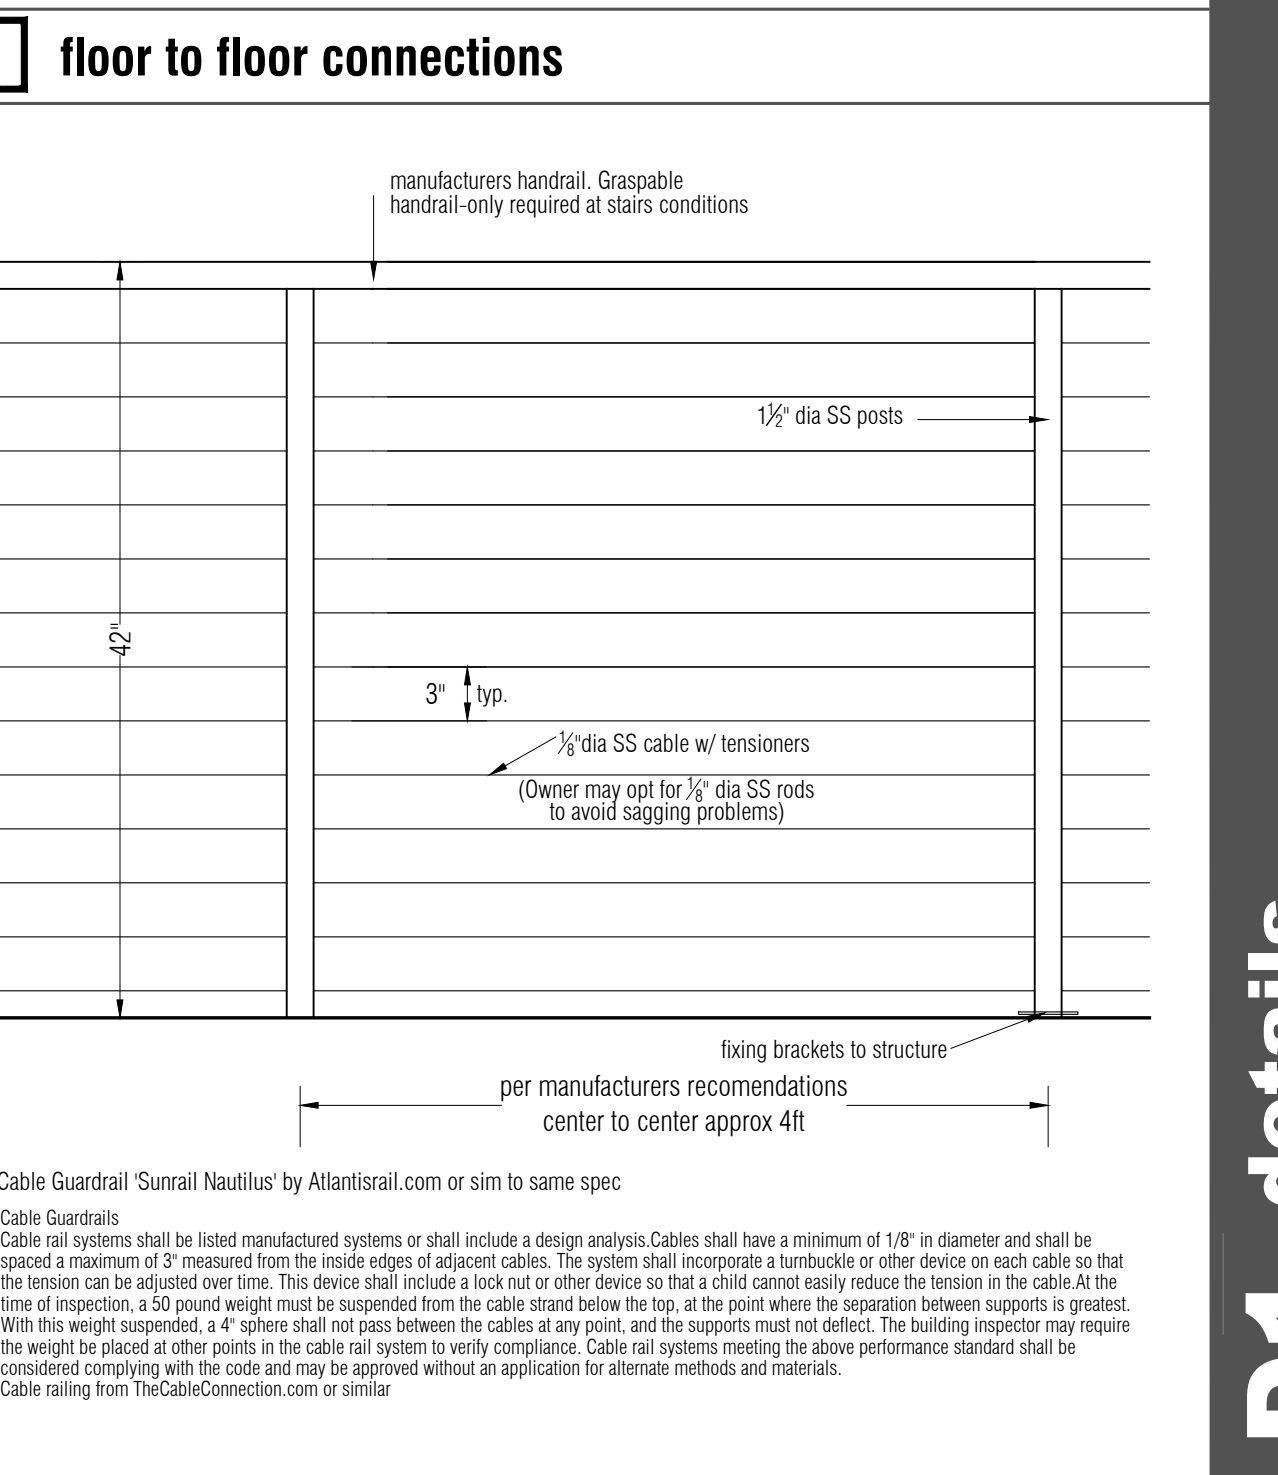 floor to floor connections
manufacturers handrail. Graspable
handrail-only required at stairs conditions
1½" dia SS posts
42"
3" typ.
⅛"dia SS cable w/ tensioners
(Owner may opt for ⅛" dia SS rods
to avoid sagging problems)
fixing brackets to structure
per manufacturers recomendations
center to center approx 4ft
Cable Guardrail 'Sunrail Nautilus' by Atlantisrail.com or sim to same spec
Cable Guardrails
Cable rail systems shall be listed manufactured systems or shall include a design analysis.Cables shall have a minimum of 1/8" in diameter and shall be
spaced a maximum of 3" measured from the inside edges of adjacent cables. The system shall incorporate a turnbuckle or other device on each cable so that
the tension can be adjusted over time. This device shall include a lock nut or other device so that a child cannot easily reduce the tension in the cable.At the
time of inspection, a 50 pound weight must be suspended from the cable strand below the top, at the point where the separation between supports is greatest.
With this weight suspended, a 4" sphere shall not pass between the cables at any point, and the supports must not deflect. The building inspector may require
the weight be placed at other points in the cable rail system to verify compliance. Cable rail systems meeting the above performance standard shall be
considered complying with the code and may be approved without an application for alternate methods and materials.
Cable railing from TheCableConnection.com or similar
D1 details